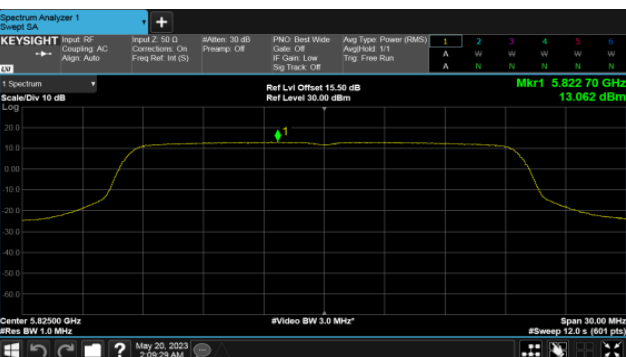 Spectrum Analyzer 1
Swept SA
KEYSIGHT
Input: RF
Coupling: AC
Align: Auto
Input Z: 50 Ω
Corrections: On
Freq Ref: Int (S)
#Atten: 30 dB
Preamp: Off
PNO: Best Wide
Gate: Off
IF Gain: Low
Sig Track: Off
Avg Type: Power (RMS)
Avg|Hold: 1/1
Trig: Free Run
1 2 3 4 5 6
A W W W W W
A N N N N N
LXI
1 Spectrum
Scale/Div 10 dB
Log
Ref Lvl Offset 15.50 dB
Ref Level 30.00 dBm
Mkr1 5.822 70 GHz
13.062 dBm
20.0
10.0
0.00
-10.0
-20.0
-30.0
-40.0
-50.0
-60.0
1
Center 5.82500 GHz
#Res BW 1.0 MHz
#Video BW 3.0 MHz*
Span 30.00 MHz
#Sweep 12.0 s (601 pts)
May 20, 2023
2:09:29 AM